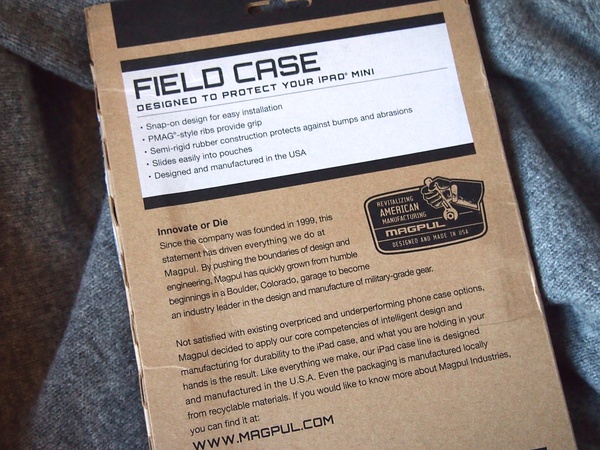 FIELD CASE
DESIGNED TO PROTECT YOUR iPAD® MINI
• Snap-on design for easy installation
• PMAG®-style ribs provide grip
• Semi-rigid rubber construction protects against bumps and abrasions
• Slides easily into pouches
• Designed and manufactured in the USA
REVITALIZING
AMERICAN
MANUFACTURING
MAGPUL
DESIGNED AND MADE IN USA
Innovate or Die
Since the company was founded in 1999, this
statement has driven everything we do at
Magpul. By pushing the boundaries of design and
engineering, Magpul has quickly grown from humble
beginnings in a Boulder, Colorado, garage to become
an industry leader in the design and manufacture of military-grade gear.
Not satisfied with existing overpriced and underperforming phone case options,
Magpul decided to apply our core competencies of intelligent design and
manufacturing for durability to the iPad case, and what you are holding in your
hands is the result. Like everything we make, our iPad case line is designed
and manufactured in the U.S.A. Even the packaging is manufactured locally
from recyclable materials. If you would like to know more about Magpul Industries,
you can find it at:
WWW.MAGPUL.COM